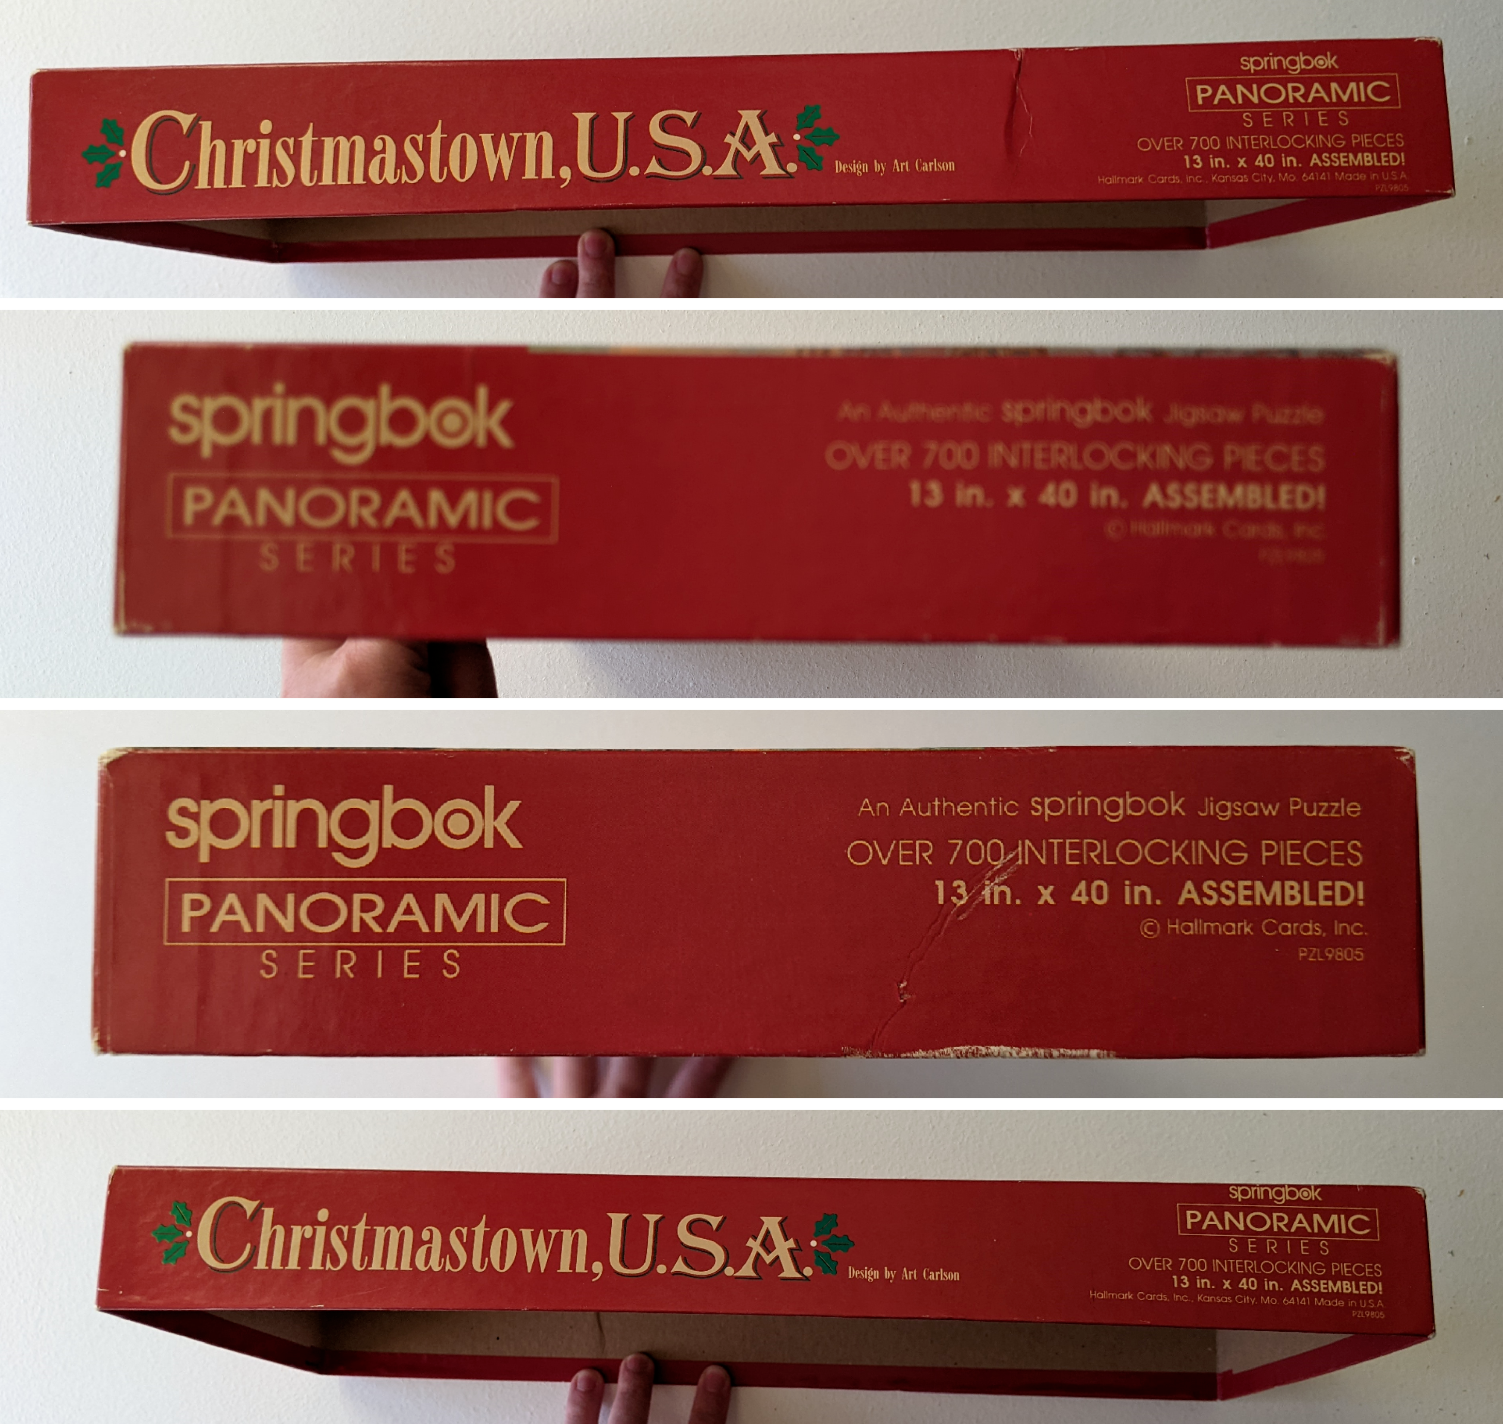 Christmastown, U.S.A.
Design by Art Carlson
springbok
PANORAMIC
SERIES
OVER 700 INTERLOCKING PIECES
13 in. x 40 in. ASSEMBLED!
Hallmark Cards, Inc., Kansas City, Mo. 64141 Made in U.S.A.
PZL9805
springbok
PANORAMIC
SERIES
An Authentic springbok Jigsaw Puzzle
OVER 700 INTERLOCKING PIECES
13 in. x 40 in. ASSEMBLED!
© Hallmark Cards, Inc.
PZL9805
springbok
PANORAMIC
SERIES
An Authentic springbok Jigsaw Puzzle
OVER 700 INTERLOCKING PIECES
13 in. x 40 in. ASSEMBLED!
© Hallmark Cards, Inc.
PZL9805
Christmastown, U.S.A.
Design by Art Carlson
springbok
PANORAMIC
SERIES
OVER 700 INTERLOCKING PIECES
13 in. x 40 in. ASSEMBLED!
Hallmark Cards, Inc., Kansas City, Mo. 64141 Made in U.S.A.
PZL9805